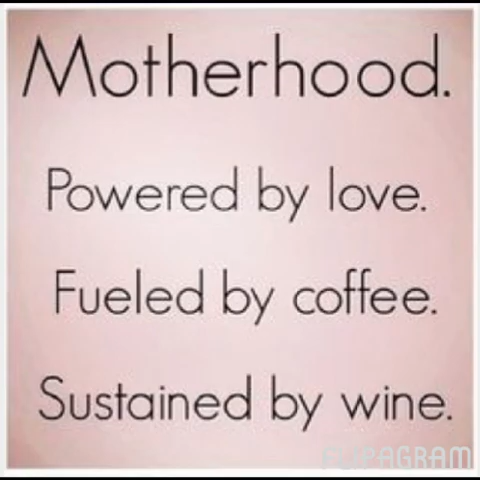 Motherhood.
Powered by love.
Fueled by coffee.
Sustained by wine.
FLIPAGRAM